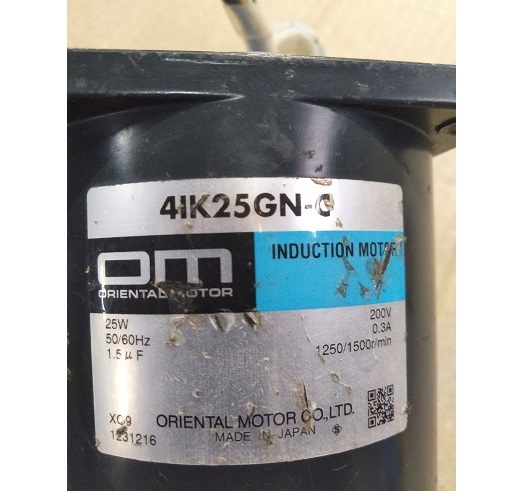 4IK25GN-C
OM
ORIENTAL MOTOR
INDUCTION MOTOR
25W
50/60Hz
1.5μF
200V
0.3A
1250/1500r/min
ORIENTAL MOTOR CO.,LTD.
MADE IN JAPAN
1231216